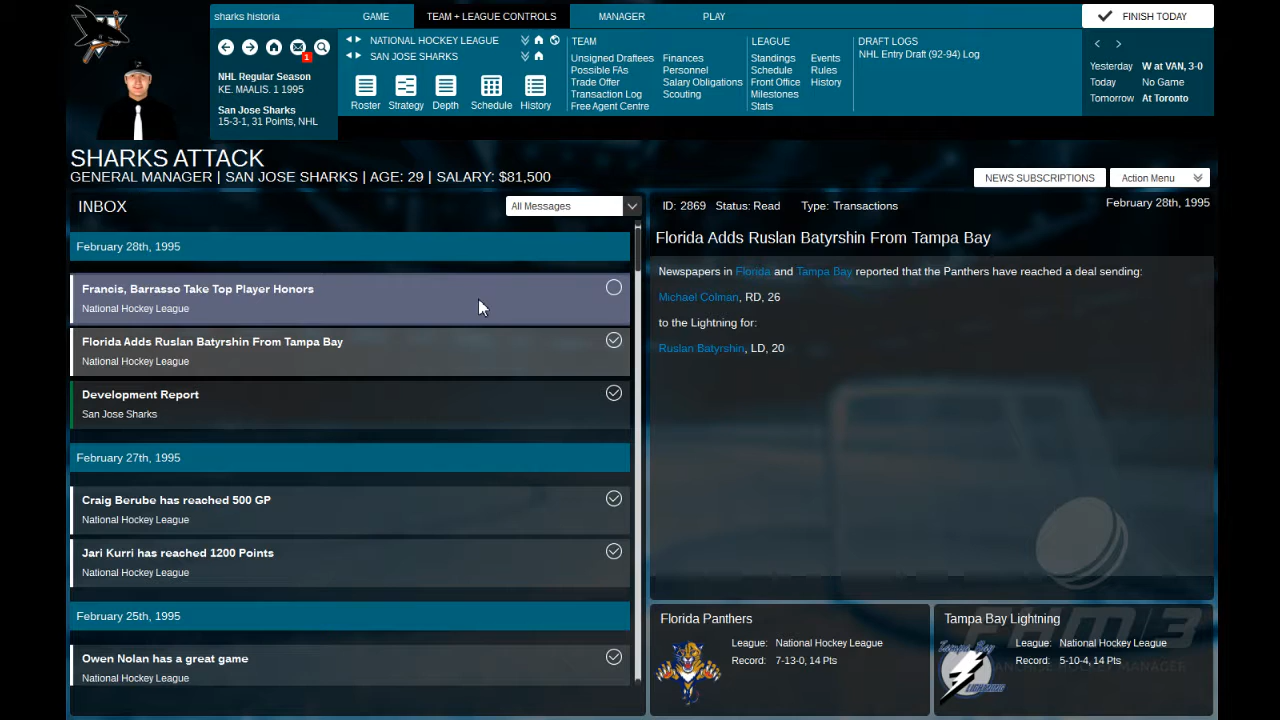 sharks historia
GAME
TEAM + LEAGUE CONTROLS
MANAGER
PLAY
FINISH TODAY
NATIONAL HOCKEY LEAGUE
SAN JOSE SHARKS
1
NHL Regular Season
KE. MAALIS. 1 1995
San Jose Sharks
15-3-1, 31 Points, NHL
Roster
Strategy
Depth
Schedule
History
TEAM
Unsigned Draftees
Possible FAs
Trade Offer
Transaction Log
Free Agent Centre
Finances
Personnel
Salary Obligations
Scouting
LEAGUE
Standings
Schedule
Front Office
Milestones
Stats
Events
Rules
History
DRAFT LOGS
NHL Entry Draft (92-94) Log
Yesterday W at VAN, 3-0
Today No Game
Tomorrow At Toronto
SHARKS ATTACK
GENERAL MANAGER | SAN JOSE SHARKS | AGE: 29 | SALARY: $81,500
NEWS SUBSCRIPTIONS
Action Menu
INBOX
All Messages
February 28th, 1995
Francis, Barrasso Take Top Player Honors
National Hockey League
Florida Adds Ruslan Batyrshin From Tampa Bay
National Hockey League
Development Report
San Jose Sharks
February 27th, 1995
Craig Berube has reached 500 GP
National Hockey League
Jari Kurri has reached 1200 Points
National Hockey League
February 25th, 1995
Owen Nolan has a great game
National Hockey League
ID: 2869 Status: Read Type: Transactions
February 28th, 1995
Florida Adds Ruslan Batyrshin From Tampa Bay
Newspapers in Florida and Tampa Bay reported that the Panthers have reached a deal sending:
Michael Colman, RD, 26
to the Lightning for:
Ruslan Batyrshin, LD, 20
Florida Panthers
League: National Hockey League
Record: 7-13-0, 14 Pts
Tampa Bay Lightning
League: National Hockey League
Record: 5-10-4, 14 Pts
FHM 3